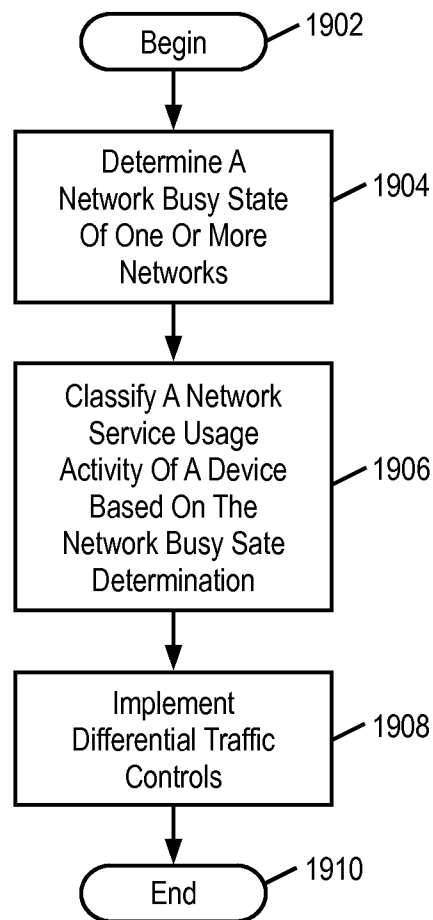 Begin
1902
Determine A
Network Busy State
Of One Or More
Networks
1904
Classify A Network
Service Usage
Activity Of A Device
Based On The
Network Busy Sate
Determination
1906
Implement
Differential Traffic
Controls
1908
End
1910